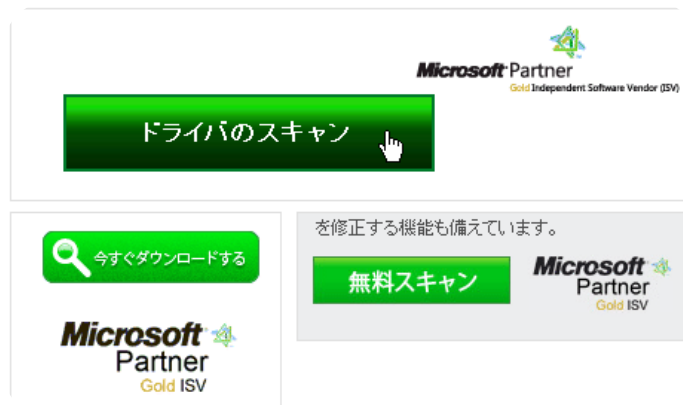 Microsoft Partner
Gold Independent Software Vendor (ISV)
ドライバのスキャン
今すぐダウンロードする
Microsoft
Partner
Gold ISV
を修正する機能も備えています。
無料スキャン
Microsoft
Partner
Gold ISV